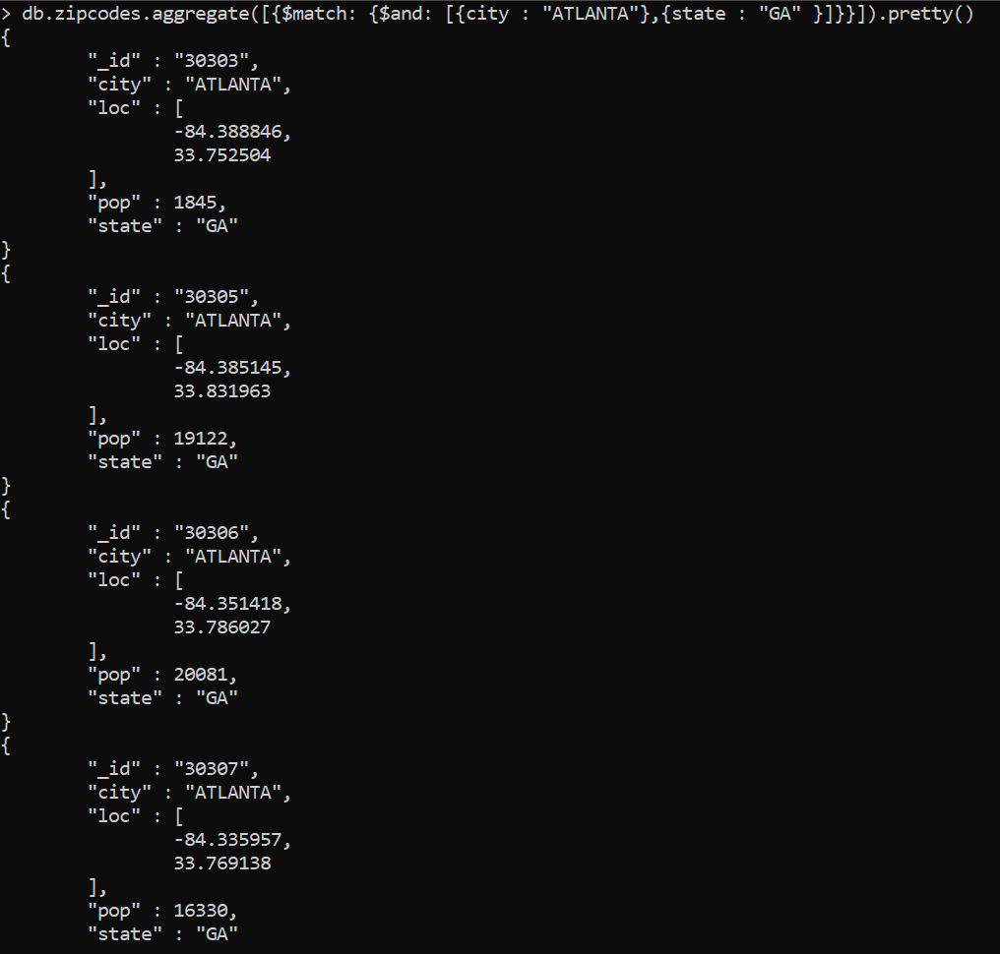 > db.zipcodes.aggregate([{$match: {$and: [{city : "ATLANTA"},{state : "GA" }]}}]).pretty()
{
        "_id" : "30303",
        "city" : "ATLANTA",
        "loc" : [
                -84.388846,
                33.752504
        ],
        "pop" : 1845,
        "state" : "GA"
}
{
        "_id" : "30305",
        "city" : "ATLANTA",
        "loc" : [
                -84.385145,
                33.831963
        ],
        "pop" : 19122,
        "state" : "GA"
}
{
        "_id" : "30306",
        "city" : "ATLANTA",
        "loc" : [
                -84.351418,
                33.786027
        ],
        "pop" : 20081,
        "state" : "GA"
}
{
        "_id" : "30307",
        "city" : "ATLANTA",
        "loc" : [
                -84.335957,
                33.769138
        ],
        "pop" : 16330,
        "state" : "GA"